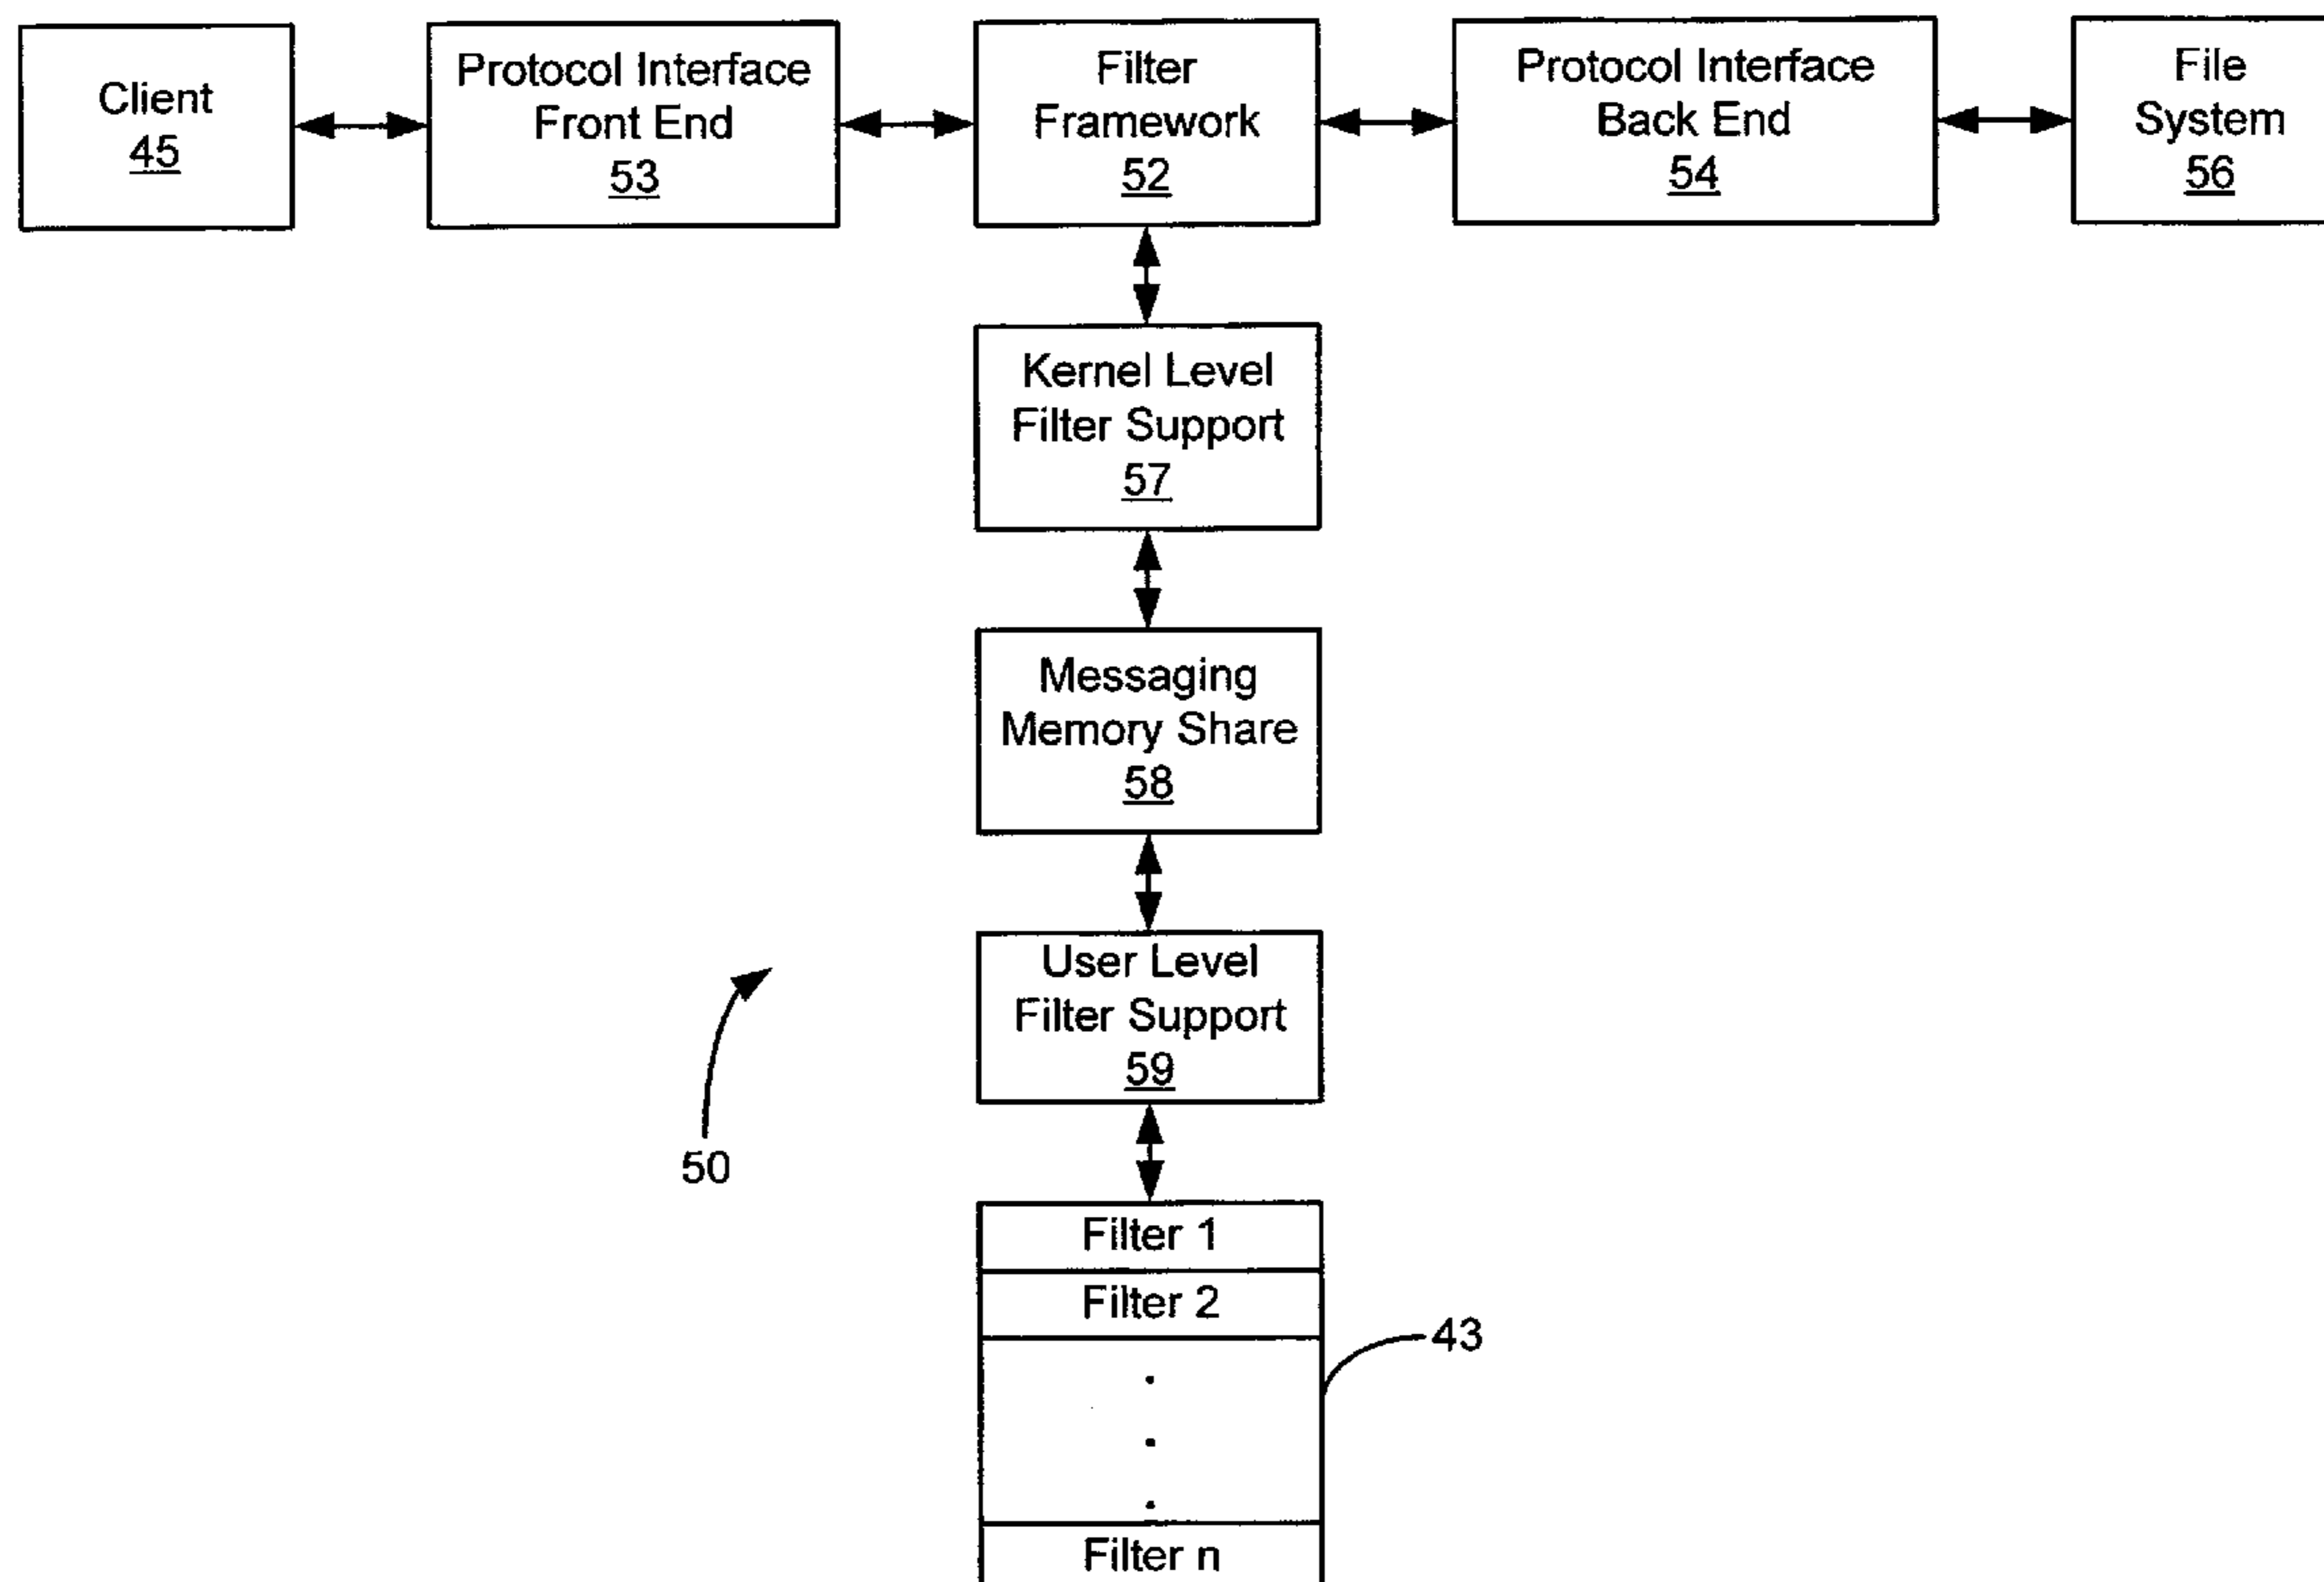 Client
45
Protocol Interface
Front End
53
Filter
Framework
52
Protocol Interface
Back End
54
File
System
56
Kernel Level
Filter Support
57
Messaging
Memory Share
58
User Level
Filter Support
59
50
Filter 1
Filter 2
43
Filter n